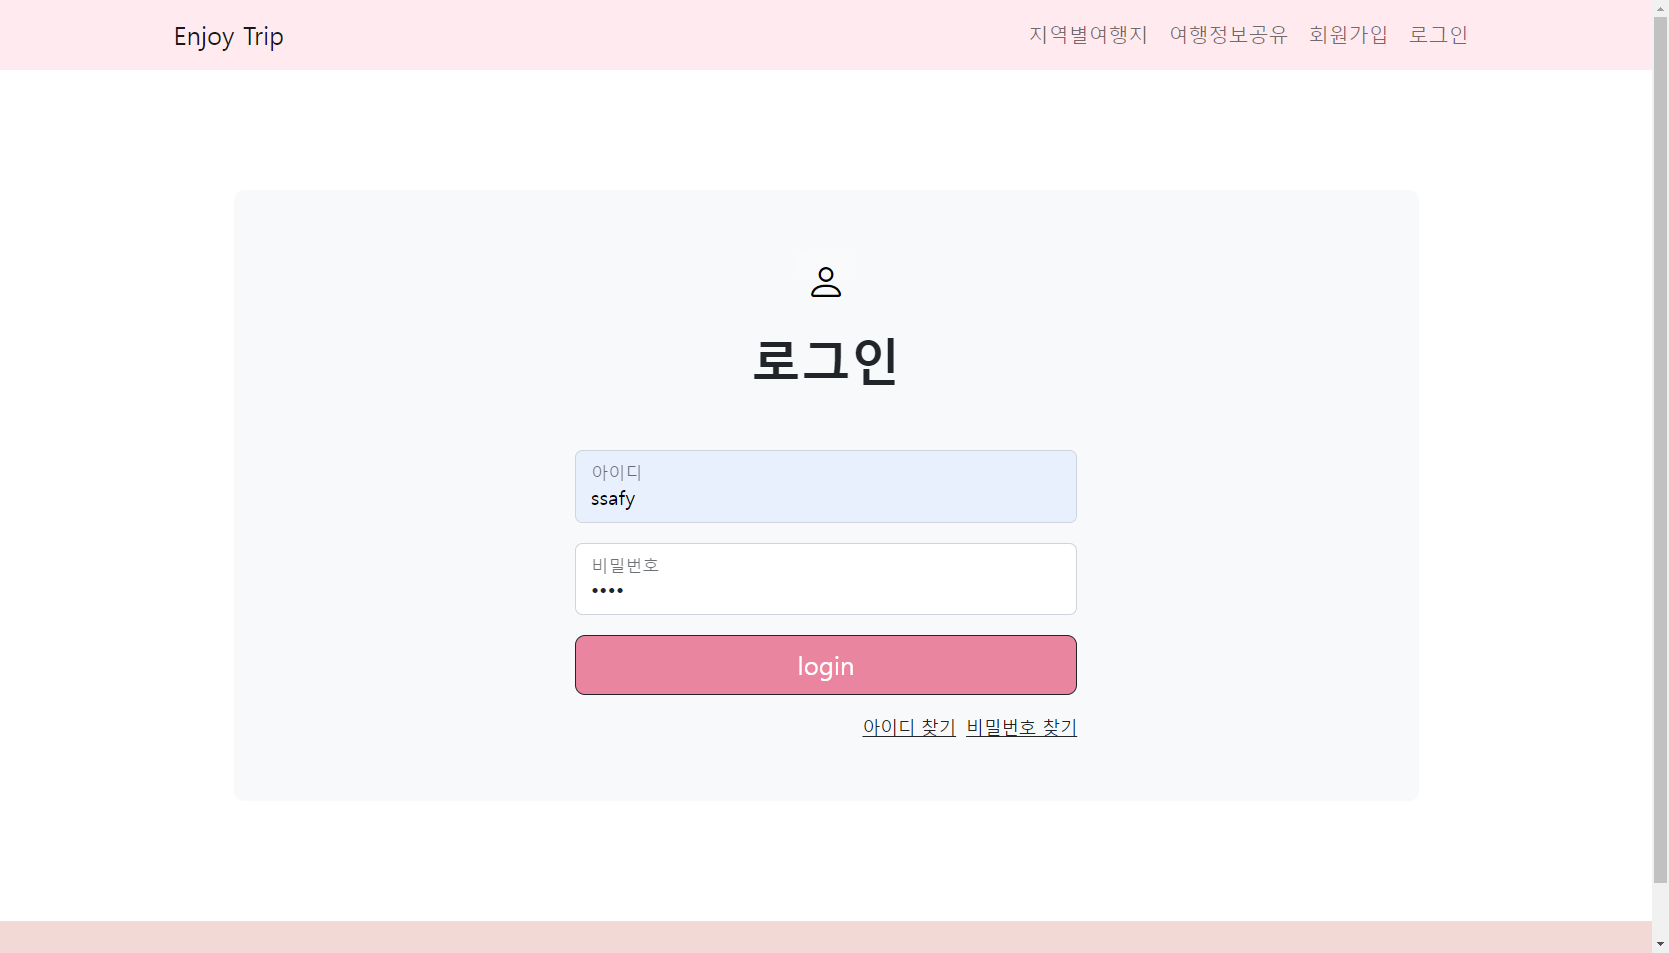 Enjoy Trip
지역별여행지 여행정보공유 회원가입 로그인
로그인
아이디
ssafy
비밀번호
••••
login
아이디 찾기 비밀번호 찾기